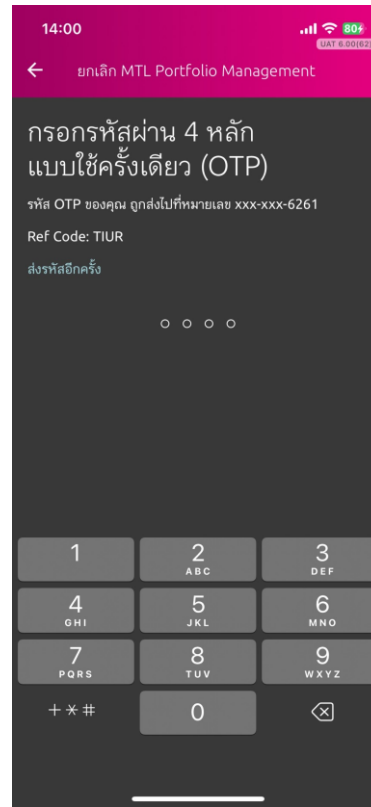 14:00
80
UAT 6.00(62)
ยกเลิก MTL Portfolio Management
กรอกรหัสผ่าน 4 หลัก
แบบใช้ครั้งเดียว (OTP)
รหัส OTP ของคุณ ถูกส่งไปที่หมายเลข xxx-xxx-6261
Ref Code: TIUR
ส่งรหัสอีกครั้ง
1 2 3
ABC DEF
4 5 6
GHI JKL MNO
7 8 9
PQRS TUV WXYZ
+*# 0